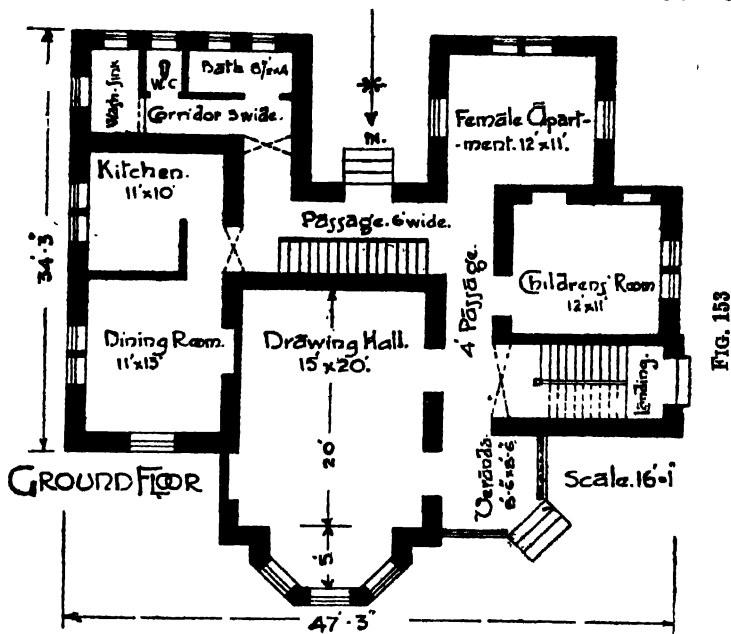 Wash-sink
W.C
Bath 8'/
Corridor 3 wide.
IN.
Female Apart-
-ment. 12'x11'.
Kitchen.
11'x10'
Passage. 6' wide.
34'-3"
4' Passage.
Childrens' Room
12'x11'
Dining Room.
11'x13'
Drawing Hall.
15'x20'.
Landing.
FIG. 153
20'
Veranda.
8'-6"x8'-6"
GROUND FLOOR
Scale. 16'=1"
5'
47'-3"